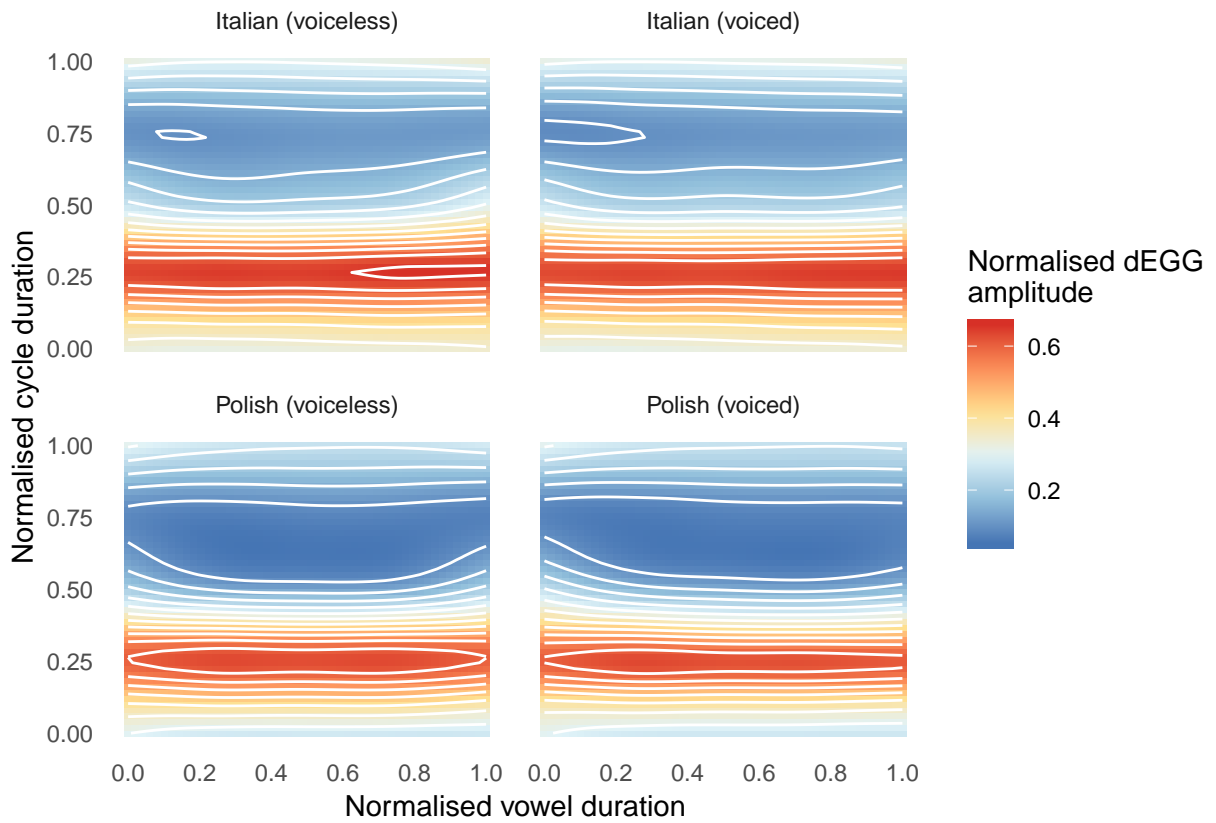 Italian (voiceless)
Italian (voiced)
1.00
0.75
0.50
0.25
0.00
Polish (voiceless)
Polish (voiced)
1.00
0.75
0.50
0.25
0.00
0.0 0.2 0.4 0.6 0.8 1.0
0.0 0.2 0.4 0.6 0.8 1.0
Normalised vowel duration
Normalised cycle duration
Normalised dEGG
amplitude
0.6
0.4
0.2